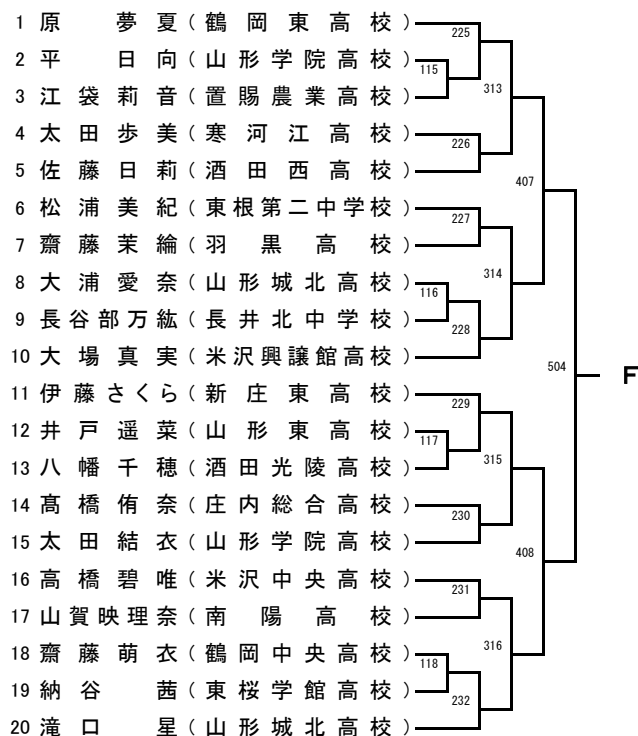 1 原 夢夏(鶴岡東高校)
225
2 平 日向(山形学院高校)
115
313
3 江袋莉音(置賜農業高校)
4 太田歩美(寒河江高校)
226
5 佐藤日莉(酒田西高校)
407
6 松浦美紀(東根第二中学校)
227
7 齋藤茉綸(羽黒高校)
314
8 大浦愛奈(山形城北高校)
116
9 長谷部万紘(長井北中学校)
228
10 大場真実(米沢興譲館高校)
504
F
11 伊藤さくら(新庄東高校)
229
12 井戸遥菜(山形東高校)
117
315
13 八幡千穂(酒田光陵高校)
14 髙橋侑奈(庄内総合高校)
230
15 太田結衣(山形学院高校)
408
16 高橋碧唯(米沢中央高校)
231
17 山賀映理奈(南陽高校)
316
18 齋藤萌衣(鶴岡中央高校)
118
19 納谷 茜(東桜学館高校)
232
20 滝口 星(山形城北高校)